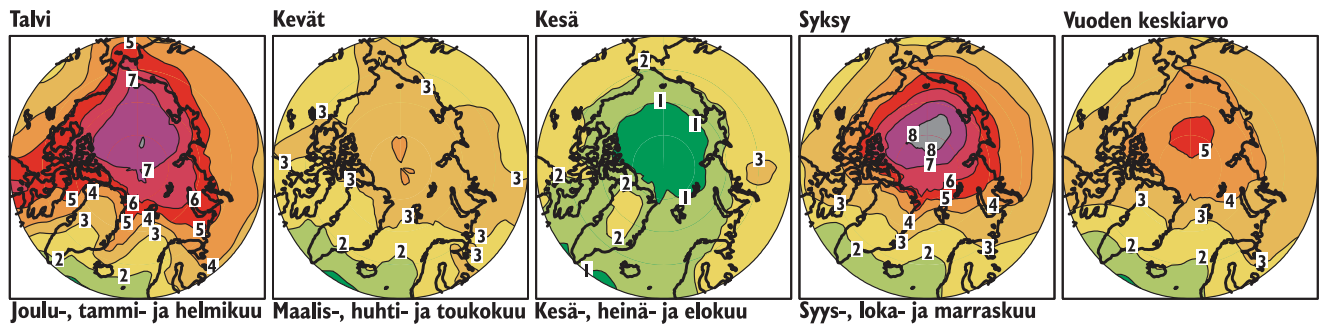 Talvi Kevät Kesä Syksy Vuoden keskiarvo
5 7 7 6 6 5 5 4 5 4 3 3 2 2 4
3 3 3 3 3 3 3 3 3 2 2
2 1 1 1 2 2 2 1 3
8 8 7 6 5 4 4 3 3 3 2 2
5 4 3 3 3 2 2
Joulu-, tammi- ja helmikuu Maalis-, huhti- ja toukokuu Kesä-, heinä- ja elokuu Syys-, loka- ja marraskuu